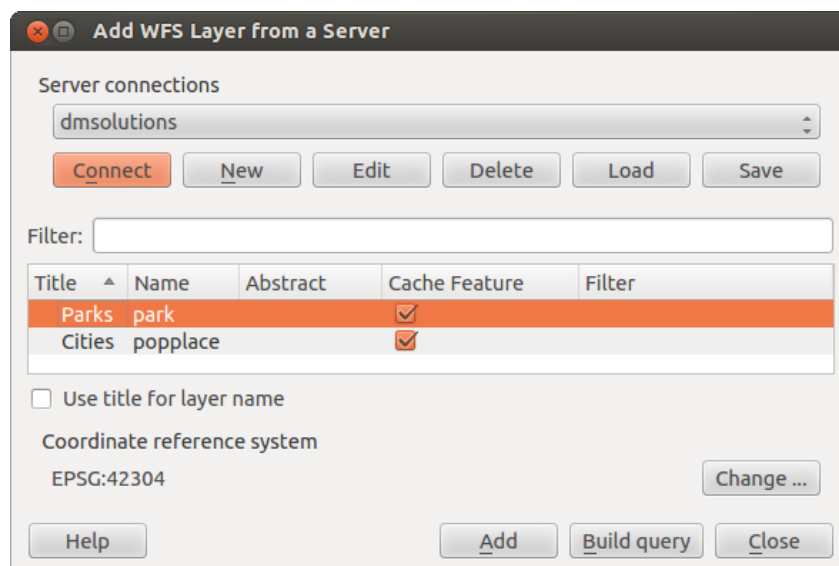 Add WFS Layer from a Server
Server connections
dmsolutions
Connect New Edit Delete Load Save
Filter:
Title Name Abstract Cache Feature Filter
Parks park
Cities popplace
Use title for layer name
Coordinate reference system
EPSG:42304 Change ...
Help Add Build query Close